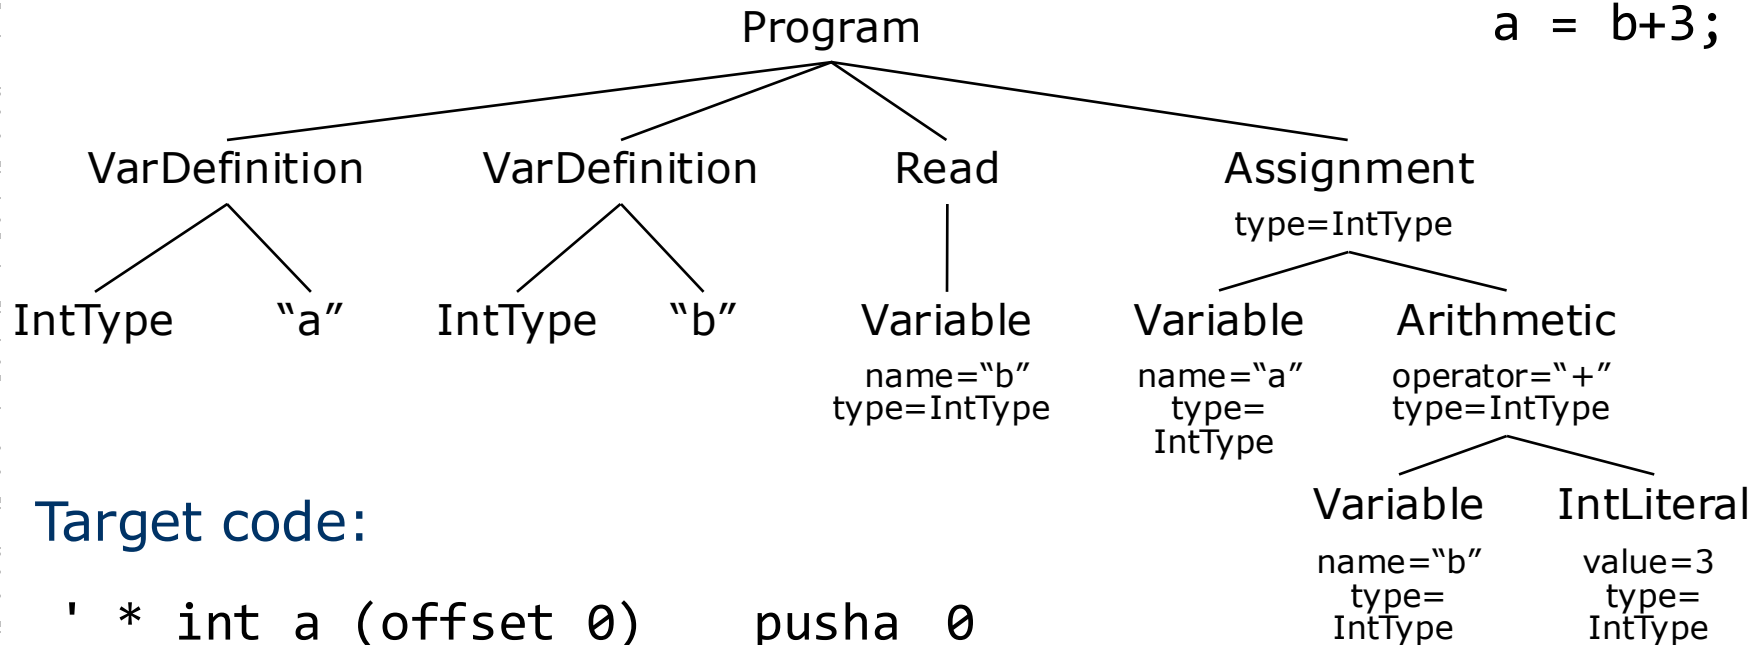 Program
a = b+3;
VarDefinition VarDefinition Read Assignment
type=IntType
IntType “a” IntType “b” Variable Variable Arithmetic
name=“b” name=“a” operator=“+”
type=IntType type= type=IntType
IntType
Variable IntLiteral
Target code:
name=“b” value=3
type= type=
IntType IntType
' * int a (offset 0) pusha 0